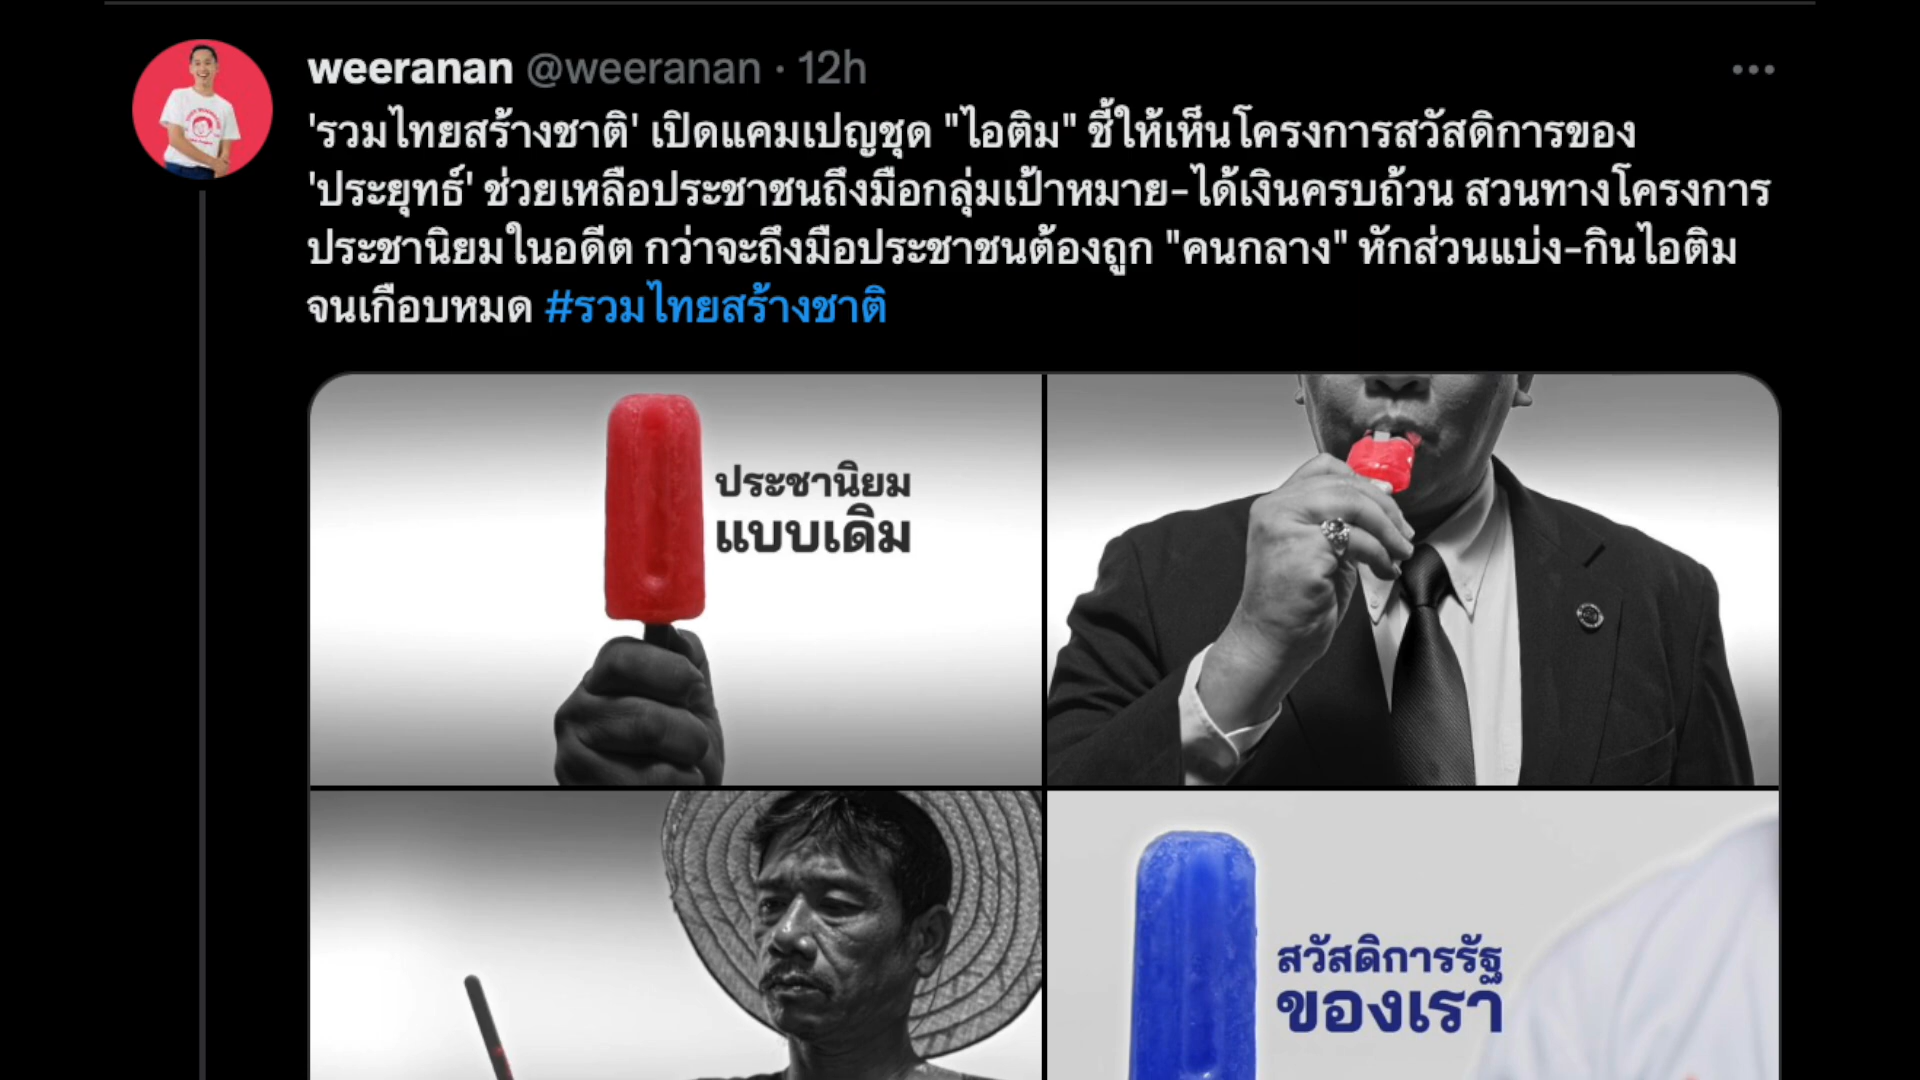 weeranan @weeranan · 12h
'รวมไทยสร้างชาติ' เปิดแคมเปญชุด "ไอติม" ชี้ให้เห็นโครงการสวัสดิการของ
'ประยุทธ์' ช่วยเหลือประชาชนถึงมือกลุ่มเป้าหมาย-ได้เงินครบถ้วน สวนทางโครงการ
ประชานิยมในอดีต กว่าจะถึงมือประชาชนต้องถูก "คนกลาง" หักส่วนแบ่ง-กินไอติม
จนเกือบหมด #รวมไทยสร้างชาติ
ประชานิยม
แบบเดิม
สวัสดิการรัฐ
ของเรา